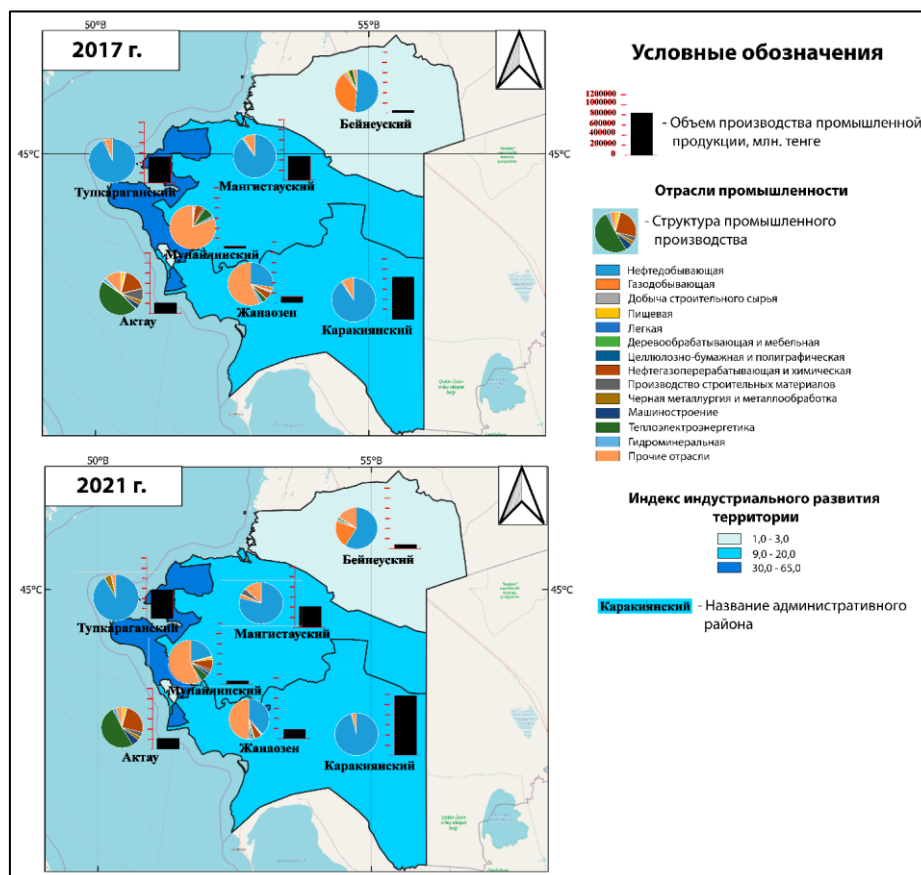 50°В
55°В
2017 г.
Бейнеуский
45°С
45°С
Тупкараганский
Мангистауский
Мунайлинский
Актау
Жанаозен
Каракиянский
50°В
55°В
2021 г.
Бейнеуский
45°С
45°С
Тупкараганский
Мангистауский
Мунайлинский
Актау
Жанаозен
Каракиянский
Условные обозначения
1200000
1000000
800000
600000
400000
200000
0
- Объем производства промышленной
продукции, млн. тенге
Отрасли промышленности
- Структура промышленного
производства
Нефтедобывающая
Газодобывающая
Добыча строительного сырья
Пищевая
Легкая
Деревообрабатывающая и мебельная
Целлюлозно-бумажная и полиграфическая
Нефтегазоперерабатывающая и химическая
Производство строительных материалов
Черная металлургия и металлообработка
Машиностроение
Теплоэлектроэнергетика
Гидроминеральная
Прочие отрасли
Индекс индустриального развития
территории
1,0 - 3,0
9,0 - 20,0
30,0 - 65,0
Каракиянский - Название административного
района